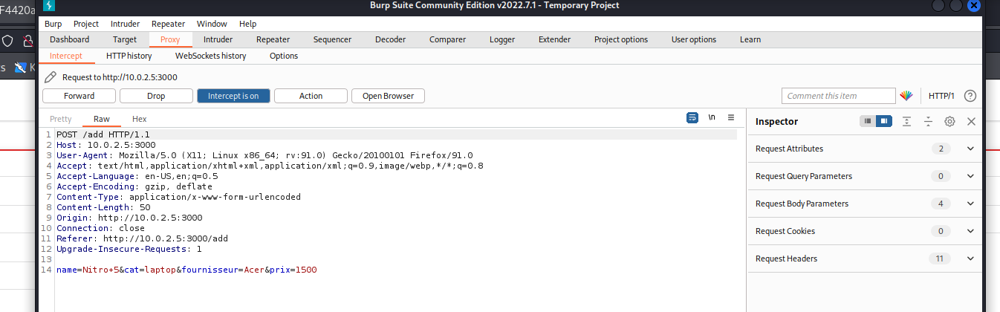 F4420a
Burp Suite Community Edition v2022.7.1 - Temporary Project
Burp Project Intruder Repeater Window Help
Dashboard Target Proxy Intruder Repeater Sequencer Decoder Comparer Logger Extender Project options User options Learn
Intercept HTTP history WebSockets history Options
Request to http://10.0.2.5:3000
Forward Drop Intercept is on Action Open Browser Comment this item HTTP/1 ?
Pretty Raw Hex \n Inspector
1 POST /add HTTP/1.1
2 Host: 10.0.2.5:3000
3 User-Agent: Mozilla/5.0 (X11; Linux x86_64; rv:91.0) Gecko/20100101 Firefox/91.0
4 Accept: text/html,application/xhtml+xml,application/xml;q=0.9,image/webp,*/*;q=0.8
5 Accept-Language: en-US,en;q=0.5
6 Accept-Encoding: gzip, deflate
7 Content-Type: application/x-www-form-urlencoded
8 Content-Length: 50
9 Origin: http://10.0.2.5:3000
10 Connection: close
11 Referer: http://10.0.2.5:3000/add
12 Upgrade-Insecure-Requests: 1
13
14 name=Nitro+5&cat=laptop&fournisseur=Acer&prix=1500
Request Attributes 2
Request Query Parameters 0
Request Body Parameters 4
Request Cookies 0
Request Headers 11